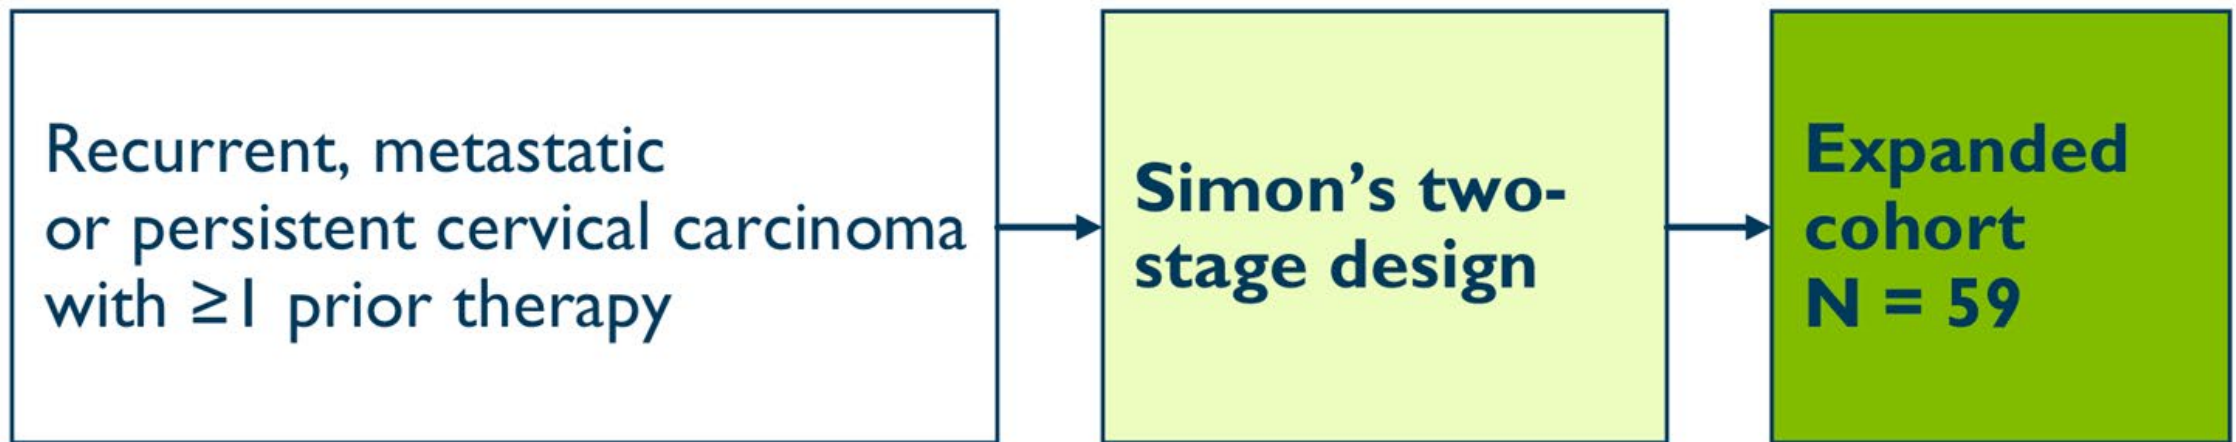 Recurrent, metastatic
or persistent cervical carcinoma
with ≥1 prior therapy
Simon’s two-
stage design
Expanded
cohort
N = 59